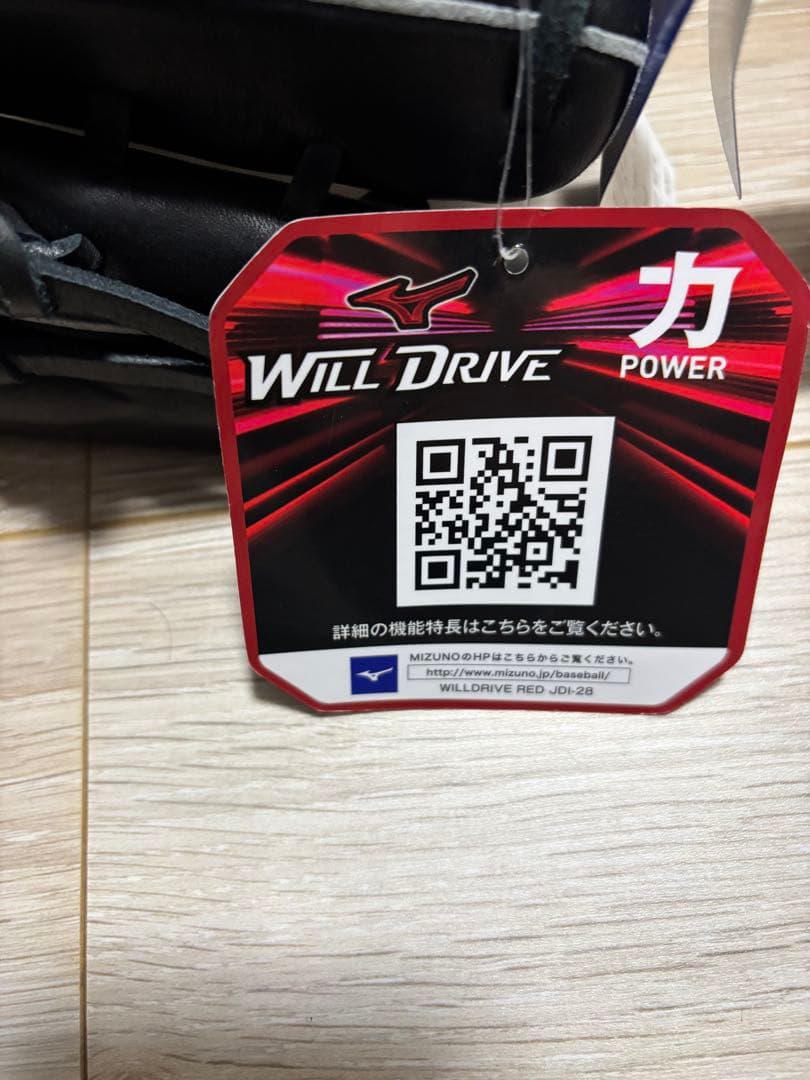 力
WILL DRIVE
POWER
詳細の機能特長はこちらをご覧ください。
MIZUNOのHPはこちらからご覧ください。
http://www.mizuno.jp/baseball/
WILLDRIVE RED JDI-28